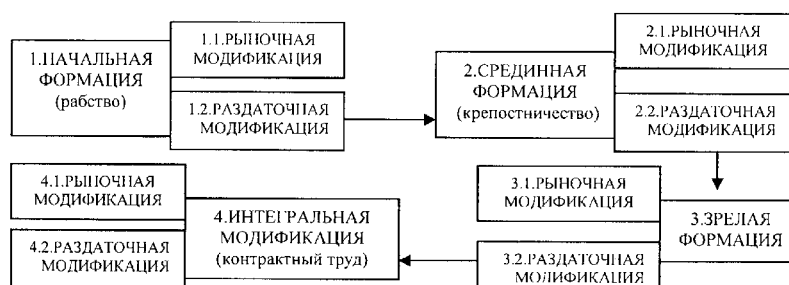 1.НАЧАЛЬНАЯ
ФОРМАЦИЯ
(рабство)
1.1.РЫНОЧНАЯ
МОДИФИКАЦИЯ
1.2.РАЗДАТОЧНАЯ
МОДИФИКАЦИЯ
2.СРЕДИННАЯ
ФОРМАЦИЯ
(крепостничество)
2.1.РЫНОЧНАЯ
МОДИФИКАЦИЯ
2.2.РАЗДАТОЧНАЯ
МОДИФИКАЦИЯ
4.1.РЫНОЧНАЯ
МОДИФИКАЦИЯ
4.2.РАЗДАТОЧНАЯ
МОДИФИКАЦИЯ
4.ИНТЕГРАЛЬНАЯ
МОДИФИКАЦИЯ
(контрактный труд)
3.1.РЫНОЧНАЯ
МОДИФИКАЦИЯ
3.2.РАЗДАТОЧНАЯ
МОДИФИКАЦИЯ
3.ЗРЕЛАЯ
ФОРМАЦИЯ